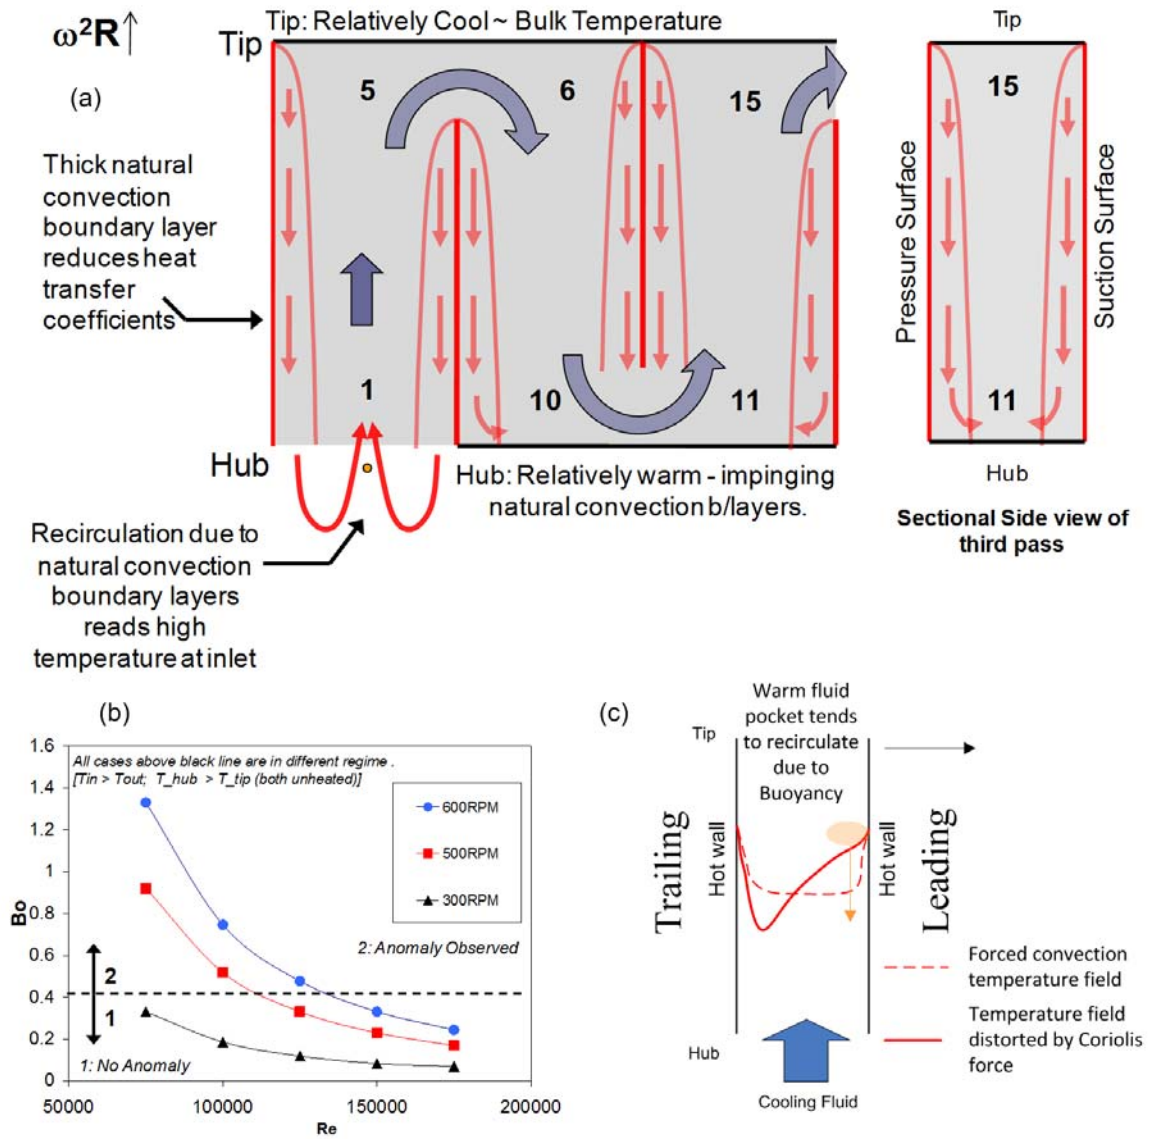 ω²R↑
Tip: Relatively Cool ~ Bulk Temperature
Tip
Tip
(a)
5
6
15
15
Thick natural
convection
boundary layer
reduces heat
transfer
coefficients
Pressure Surface
Suction Surface
1
10
11
11
Hub
Hub
Hub: Relatively warm - impinging
natural convection b/layers.
Sectional Side view of
third pass
Recirculation due to
natural convection
boundary layers
reads high
temperature at inlet
(b)
1.6
1.4
1.2
1
0.8
0.6
0.4
0.2
0
Bo
All cases above black line are in different regime .
[Tin > Tout; T_hub > T_tip (both unheated)]
600RPM
500RPM
300RPM
2: Anomaly Observed
2
1
1: No Anomaly
50000
100000
150000
200000
Re
(c)
Warm fluid
pocket tends
to recirculate
due to
Buoyancy
Tip
Trailing
Hot wall
Hot wall
Leading
Forced convection
temperature field
Temperature field
distorted by Coriolis
force
Hub
Cooling Fluid